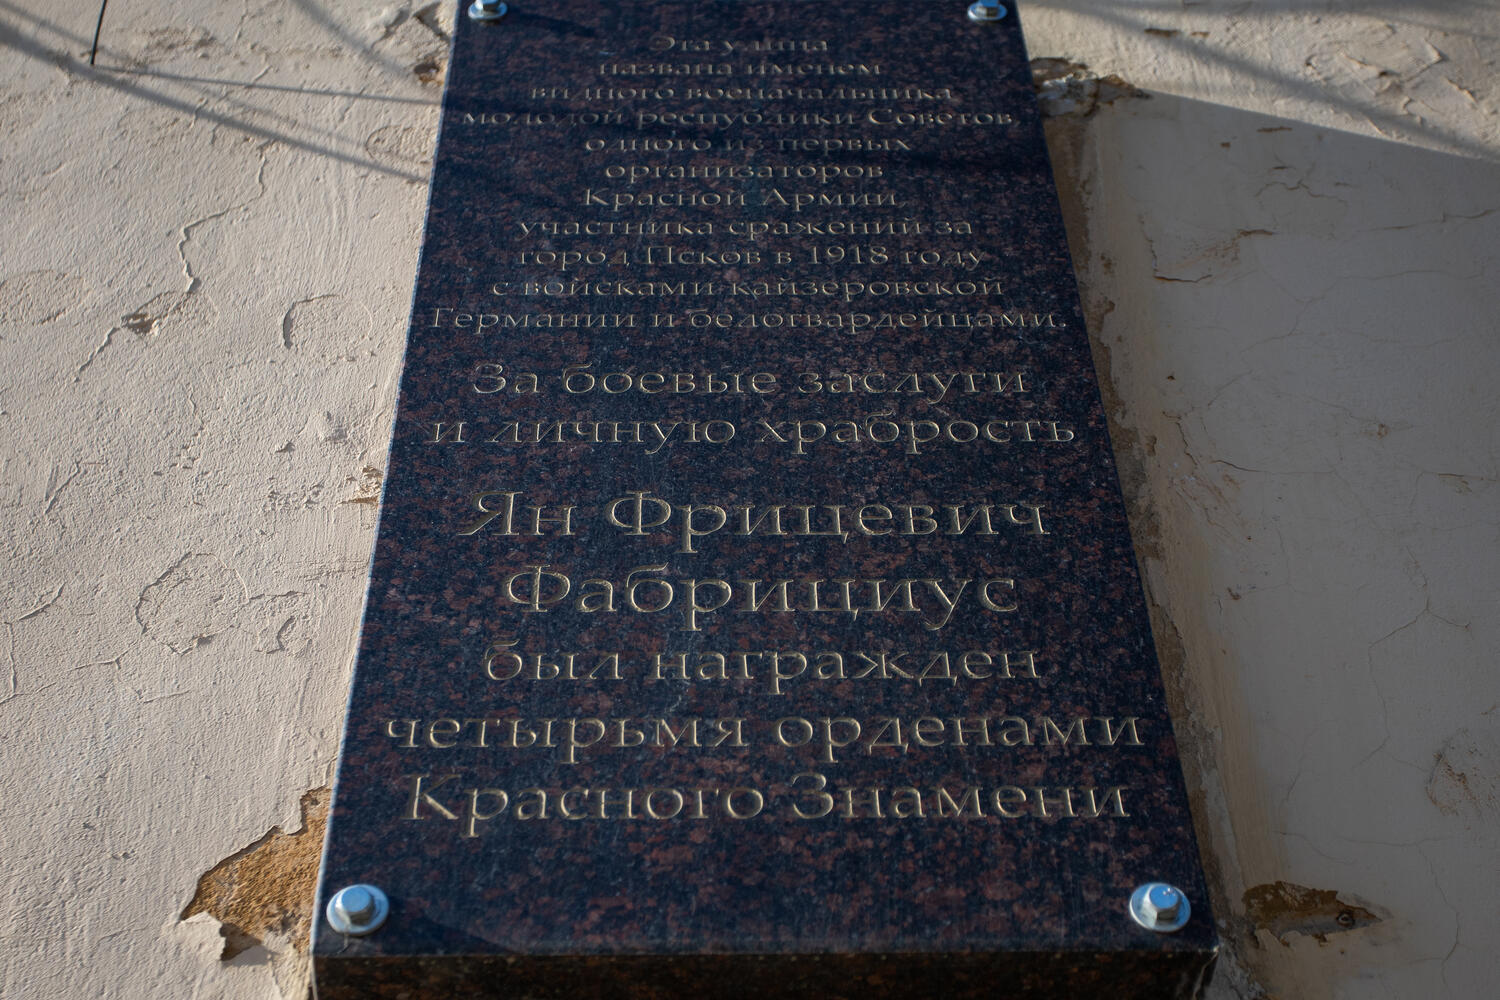 Эта улица
названа именем
видного военачальника
молодой республики Советов
одного из первых
организаторов
Красной Армии,
участника сражений за
город Псков в 1918 году
с войсками кайзеровской
Германии и белогвардейцами.
За боевые заслуги
и личную храбрость
Ян Фрицевич
Фабрициус
был награжден
четырьмя орденами
Красного Знамени